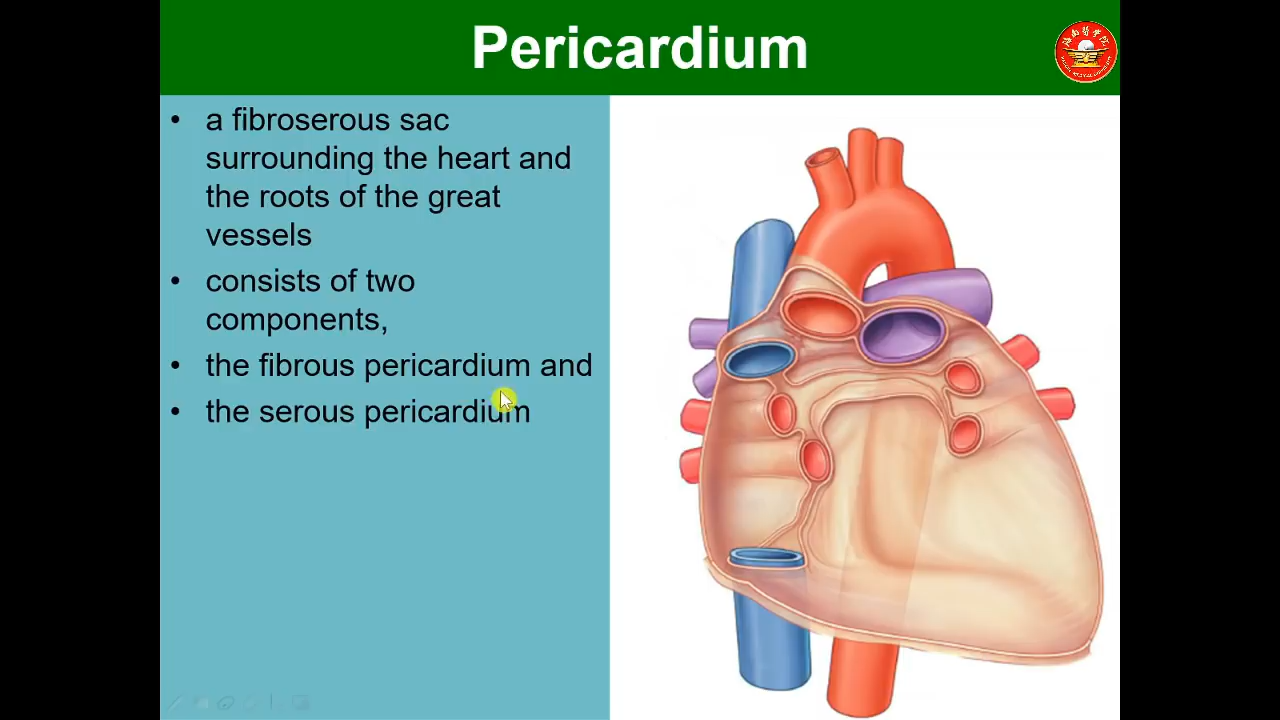 Pericardium
• a fibroserous sac
surrounding the heart and
the roots of the great
vessels
• consists of two
components,
• the fibrous pericardium and
• the serous pericardium